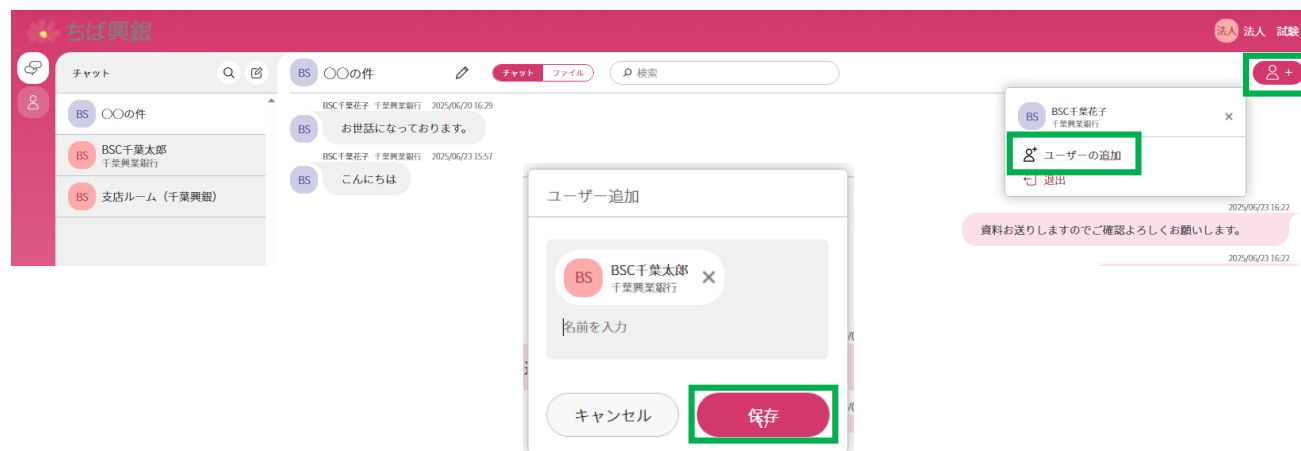 ちば興銀
法人 法人 試験
チャット
BS ○○の件
チャット ファイル
検索
BS ○○の件
BS BSC千葉太郎
千葉興業銀行
BS 支店ルーム(千葉興銀)
BSC千葉花子 千葉興業銀行 2025/06/20 16:29
BS お世話になっております。
BSC千葉花子 千葉興業銀行 2025/06/23 15:57
BS こんにちは
BS BSC千葉花子
千葉興業銀行
ユーザーの追加
退出
2025/06/23 16:22
資料お送りしますのでご確認よろしくお願いします。
2025/06/23 16:22
ユーザー追加
BS BSC千葉太郎
千葉興業銀行
名前を入力
キャンセル 保存